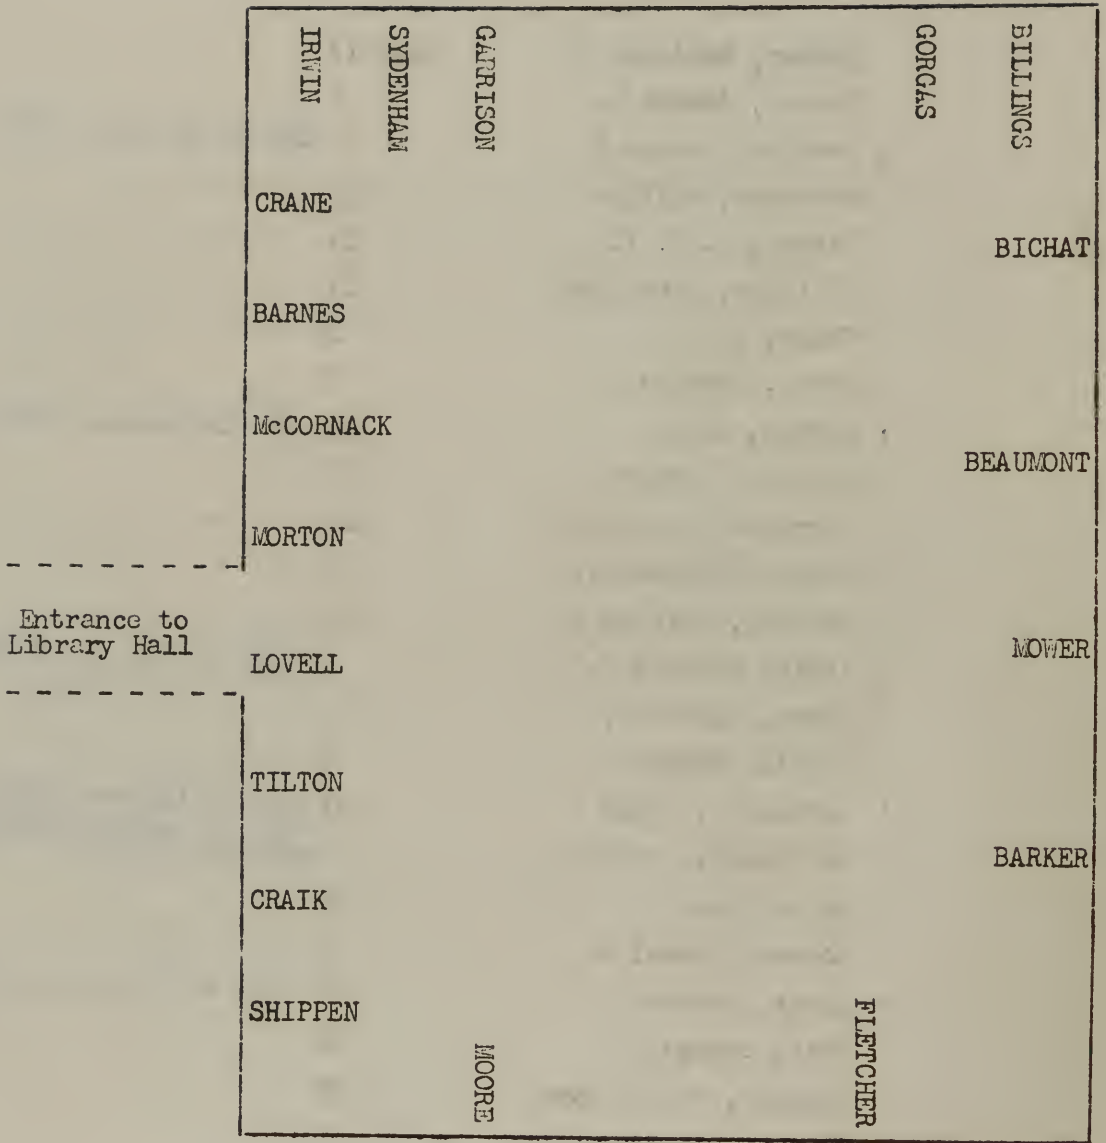 IRWIN
SYDENHAM
GARRISON
GORGAS
BILLINGS
CRANE
BICHAT
BARNES
McCORNACK
BEAUMONT
MORTON
Entrance to
Library Hall
LOVELL
MOWER
TILTON
BARKER
CRAIK
SHIPPEN
MOORE
FLETCHER